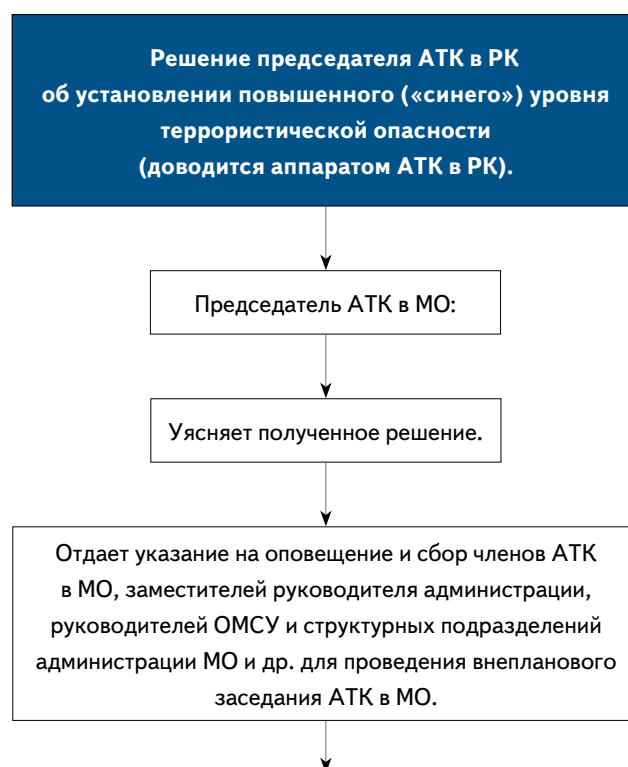 Решение председателя АТК в РК
об установлении повышенного («синего») уровня
террористической опасности
(доводится аппаратом АТК в РК).
Председатель АТК в МО:
Уясняет полученное решение.
Отдает указание на оповещение и сбор членов АТК
в МО, заместителей руководителя администрации,
руководителей ОМСУ и структурных подразделений
администрации МО и др. для проведения внепланового
заседания АТК в МО.